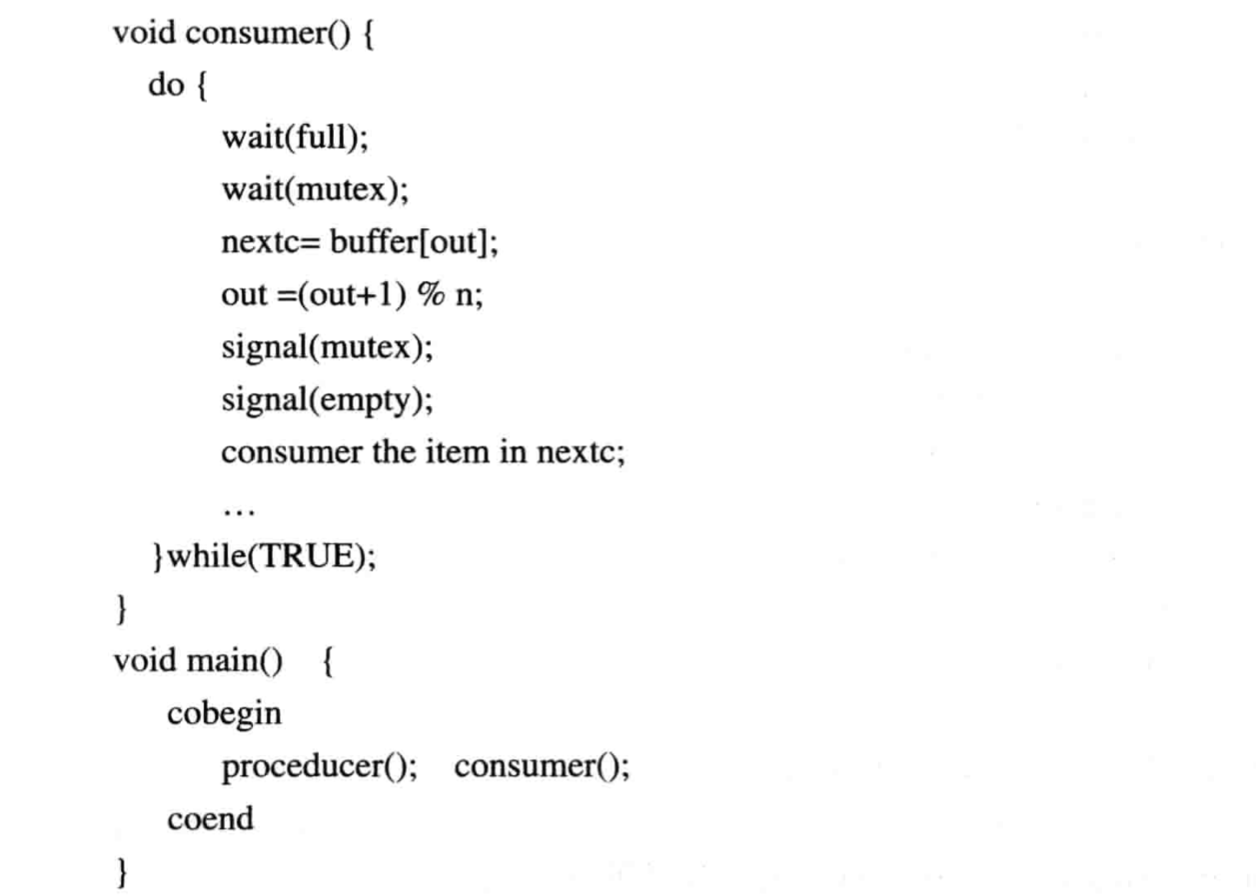 void consumer() {
do {
wait(full);
wait(mutex);
nextc= buffer[out];
out =(out+1) % n;
signal(mutex);
signal(empty);
consumer the item in nextc;
…
}while(TRUE);
}
void main() {
cobegin
proceducer(); consumer();
coend
}